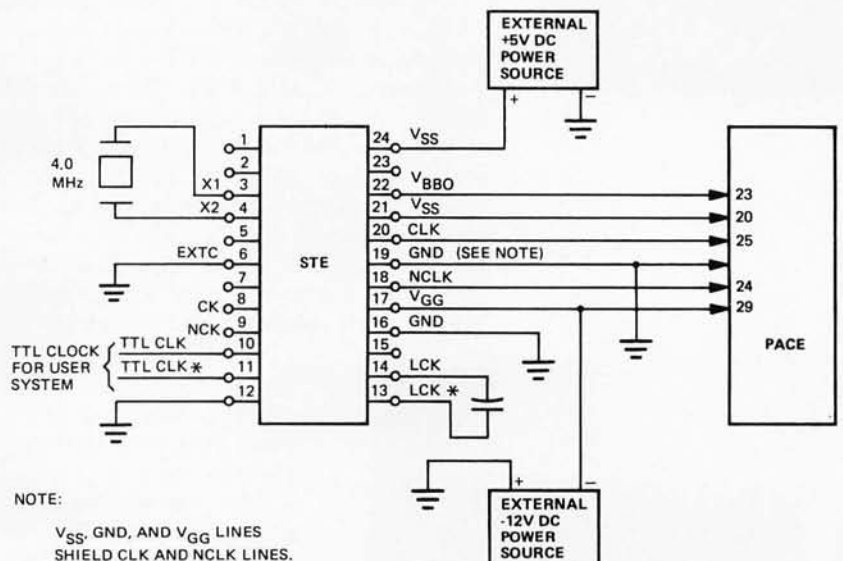 EXTERNAL
+5V DC
POWER
SOURCE
+ −
4.0
MHz
1
2
X1 3
X2 4
5
EXTC 6
7
CK 8
NCK 9
TTL CLOCK
FOR USER
SYSTEM
TTL CLK 10
TTL CLK * 11
12
STE
24 VSS
23
22 VBBO
21 VSS
20 CLK
19 GND (SEE NOTE)
18 NCLK
17 VGG
16 GND
15
14 LCK
13 LCK *
23
20
25
24
29
PACE
+ −
EXTERNAL
-12V DC
POWER
SOURCE
NOTE:
VSS, GND, AND VGG LINES
SHIELD CLK AND NCLK LINES.